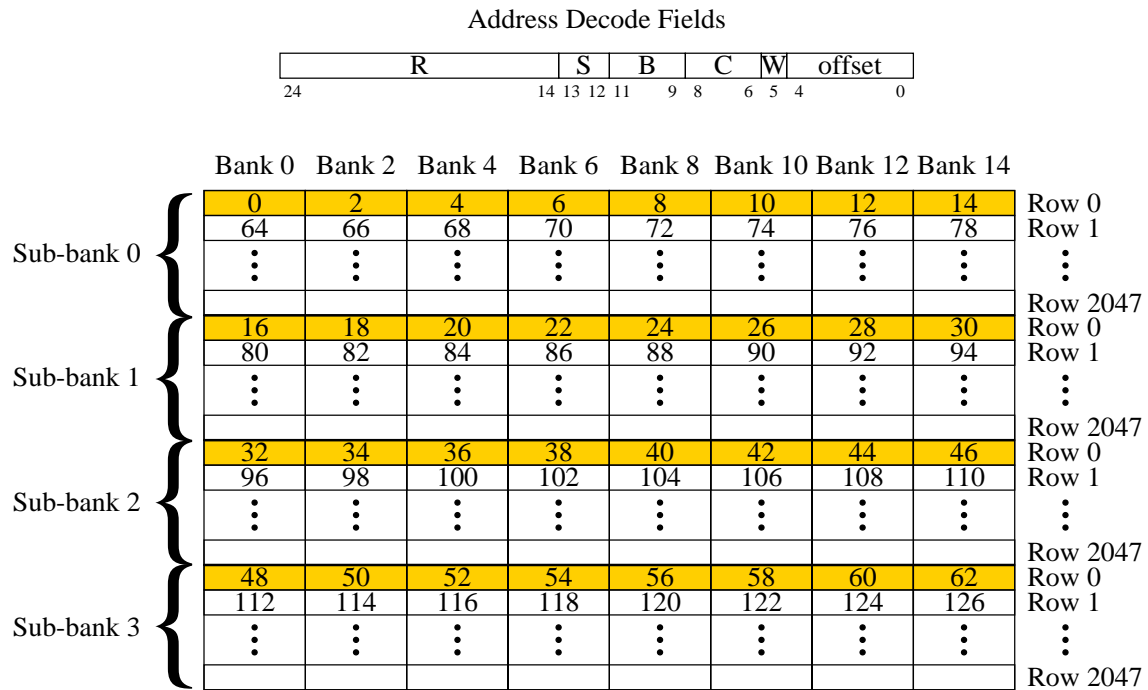 Address Decode Fields
R S B C W offset
24 14 13 12 11 9 8 6 5 4 0
Bank 0 Bank 2 Bank 4 Bank 6 Bank 8 Bank 10 Bank 12 Bank 14
0 2 4 6 8 10 12 14 Row 0
64 66 68 70 72 74 76 78 Row 1
Sub-bank 0
Row 2047
16 18 20 22 24 26 28 30 Row 0
80 82 84 86 88 90 92 94 Row 1
Sub-bank 1
Row 2047
32 34 36 38 40 42 44 46 Row 0
96 98 100 102 104 106 108 110 Row 1
Sub-bank 2
Row 2047
48 50 52 54 56 58 60 62 Row 0
112 114 116 118 120 122 124 126 Row 1
Sub-bank 3
Row 2047